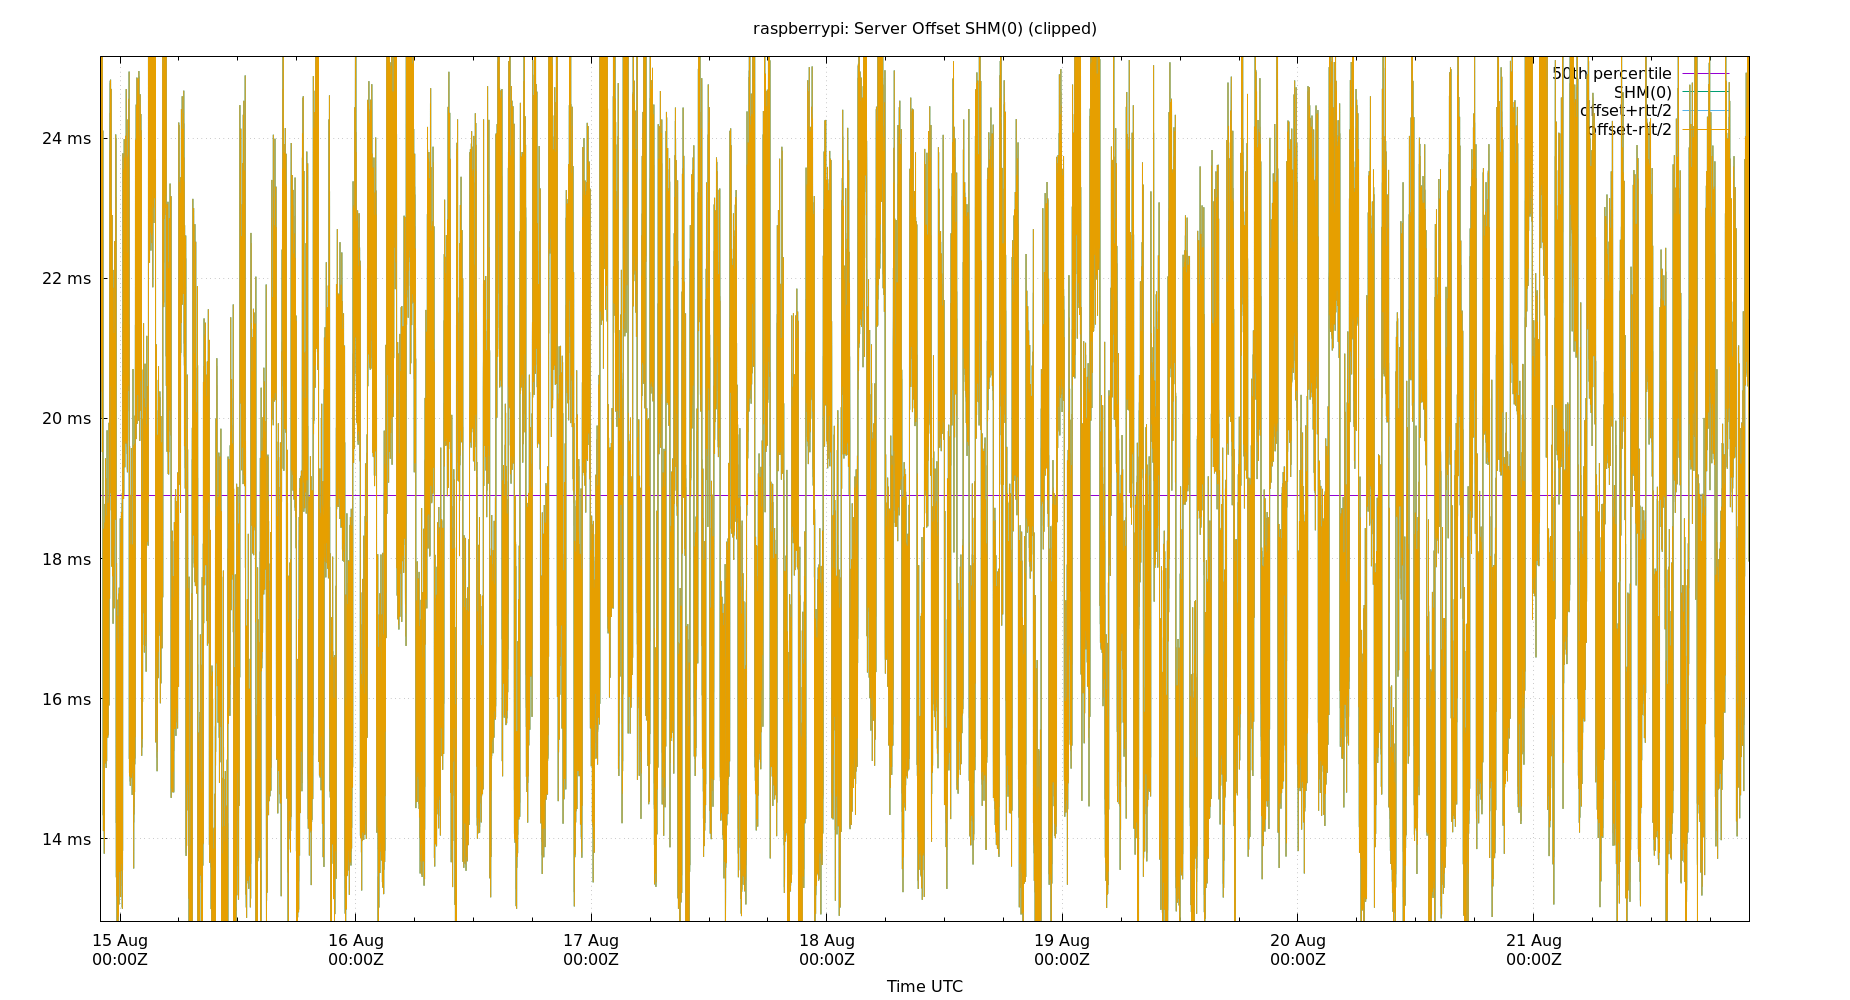 raspberrypi: Server Offset SHM(0) (clipped)
50th percentile
SHM(0)
offset+rtt/2
offset-rtt/2
24 ms
22 ms
20 ms
18 ms
16 ms
14 ms
15 Aug 16 Aug 17 Aug 18 Aug 19 Aug 20 Aug 21 Aug
00:00Z 00:00Z 00:00Z 00:00Z 00:00Z 00:00Z 00:00Z
Time UTC